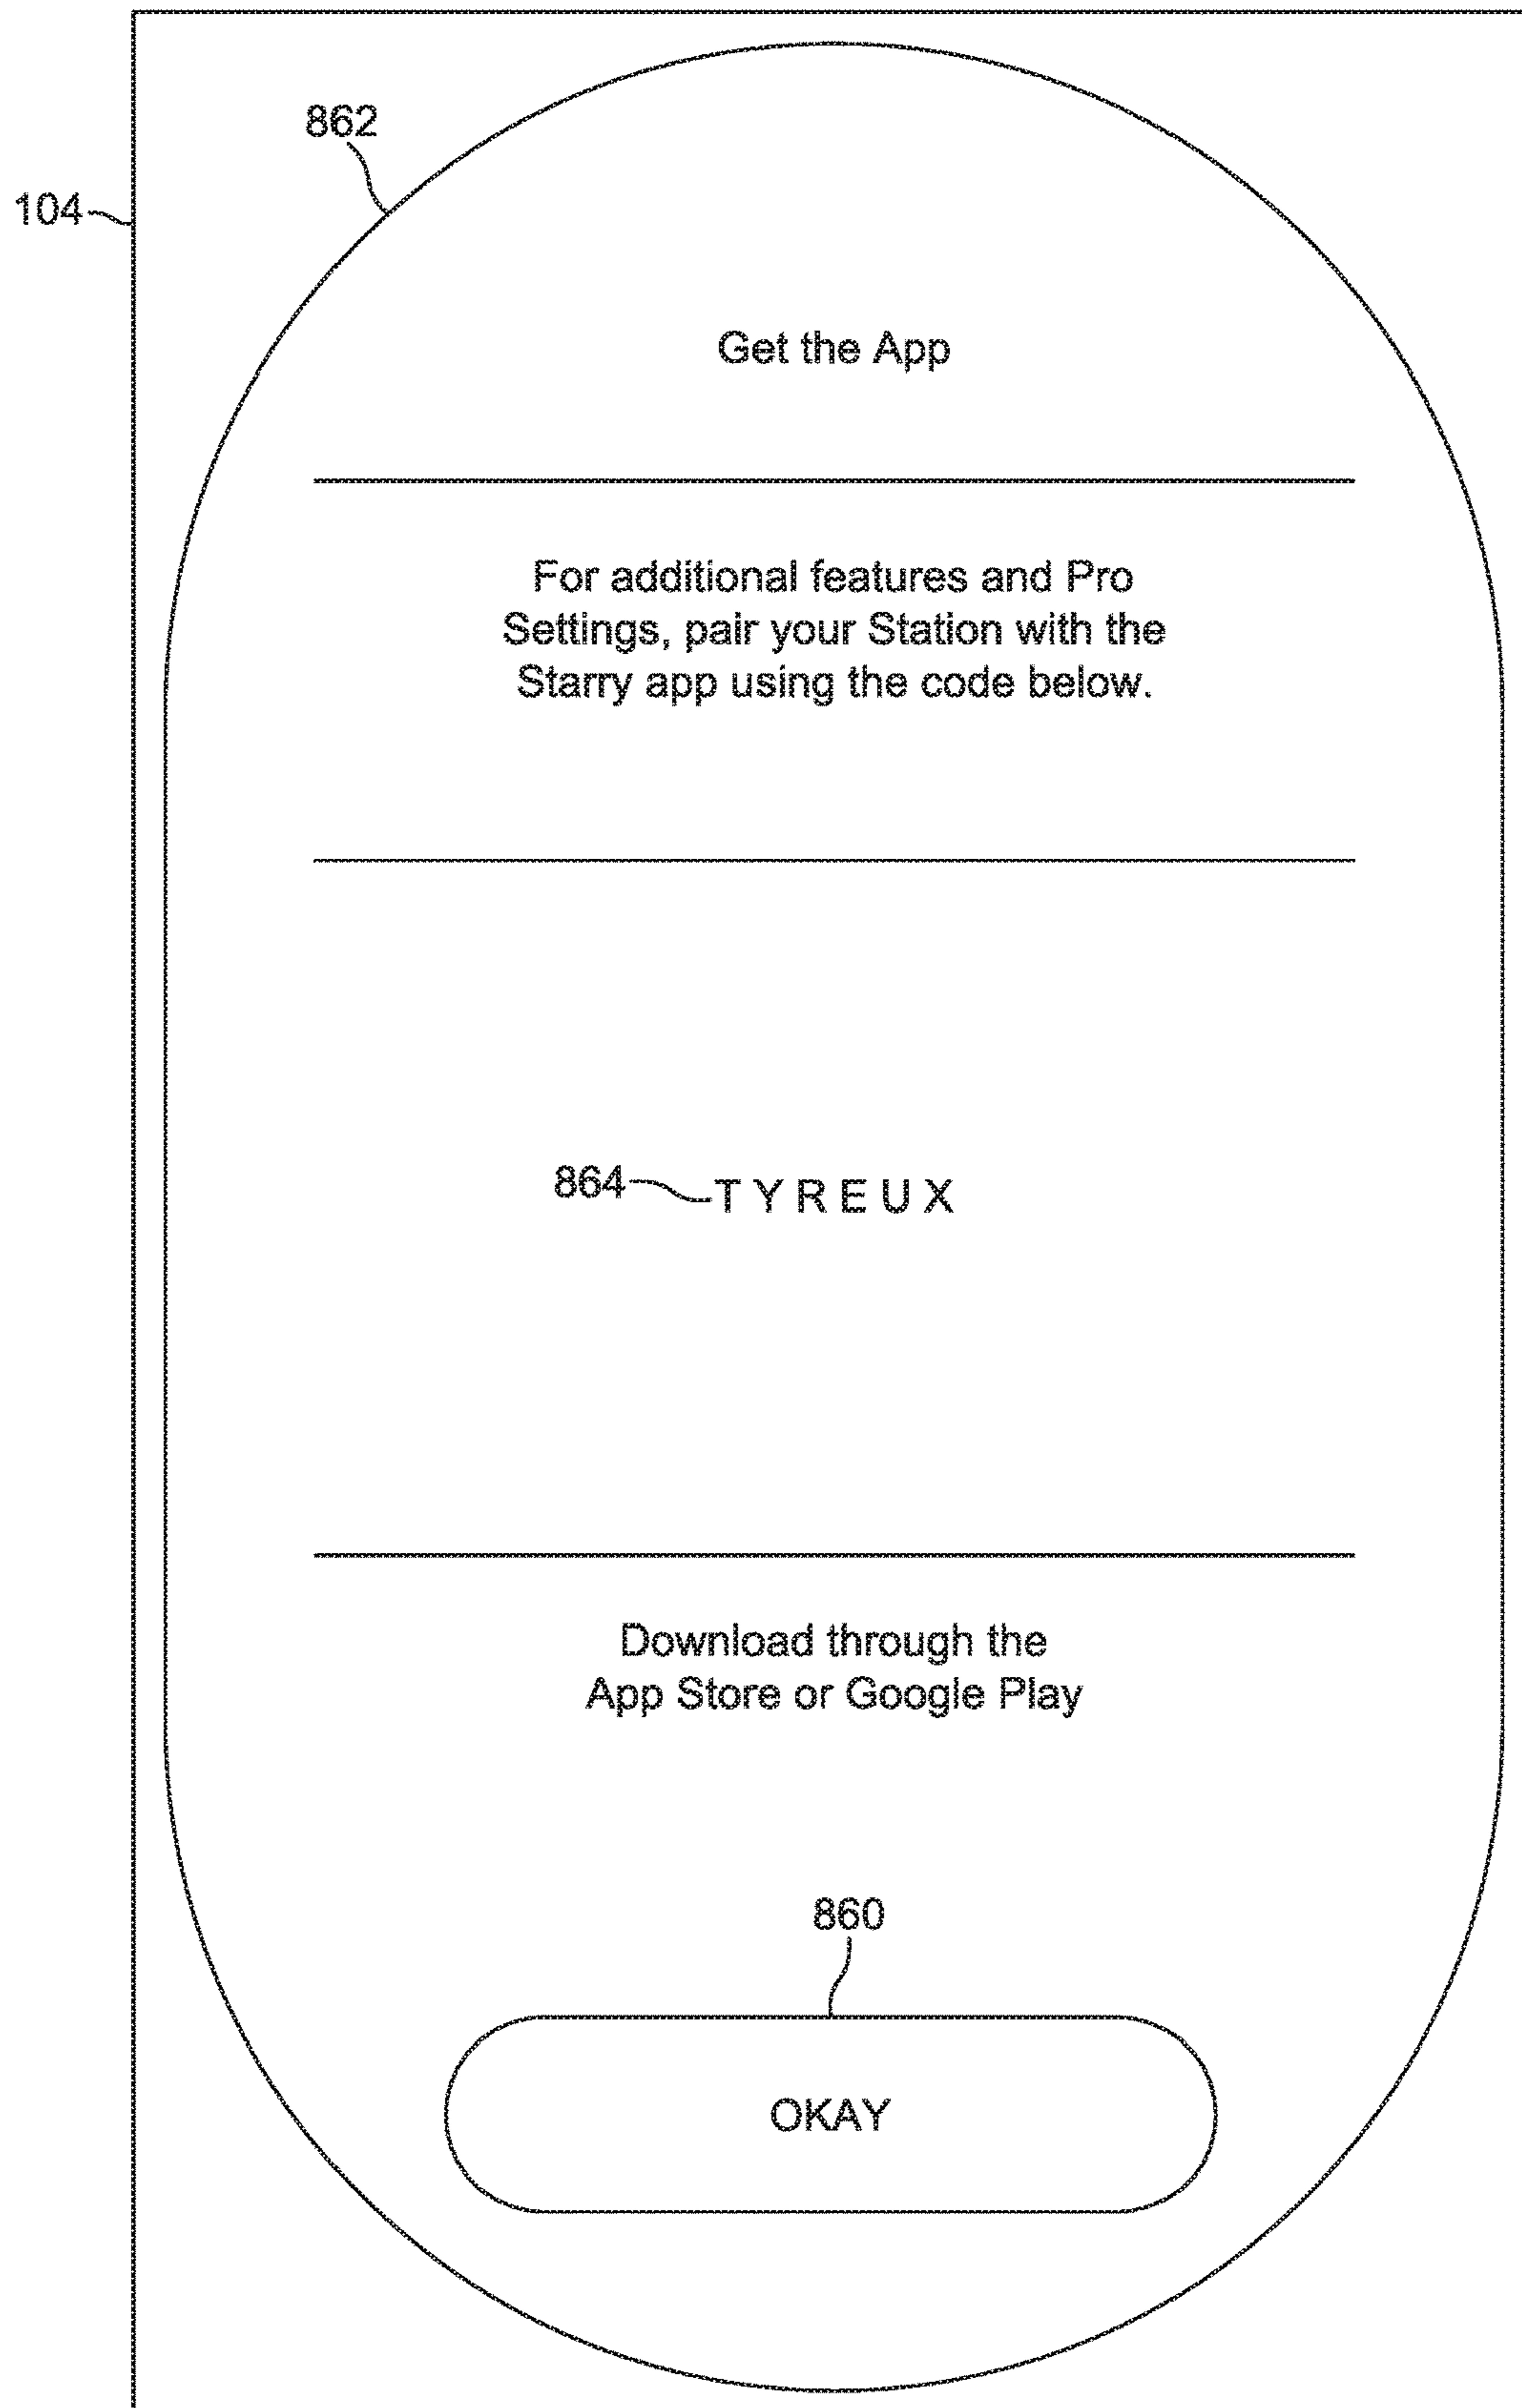 862
104
Get the App
For additional features and Pro
Settings, pair your Station with the
Starry app using the code below.
864 T Y R E U X
Download through the
App Store or Google Play
860
OKAY